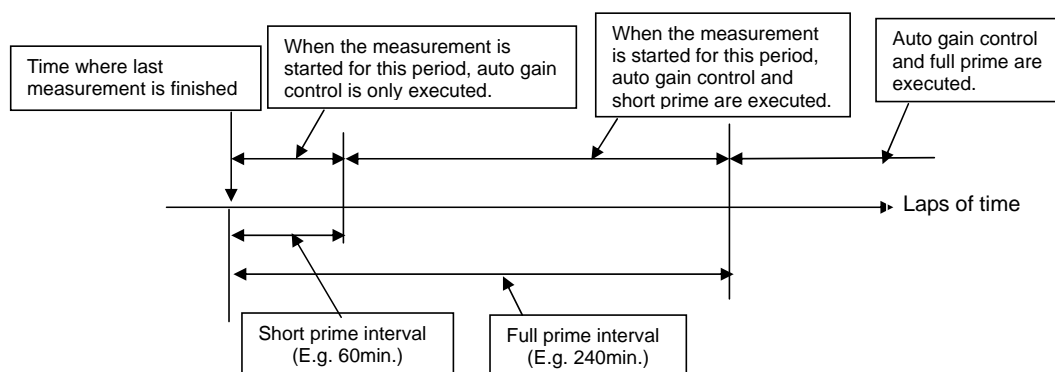 Time where last
measurement is finished
When the measurement is
started for this period, auto gain
control is only executed.
When the measurement
is started for this period,
auto gain control and
short prime are executed.
Auto gain control
and full prime are
executed.
Laps of time
Short prime interval
(E.g. 60min.)
Full prime interval
(E.g. 240min.)